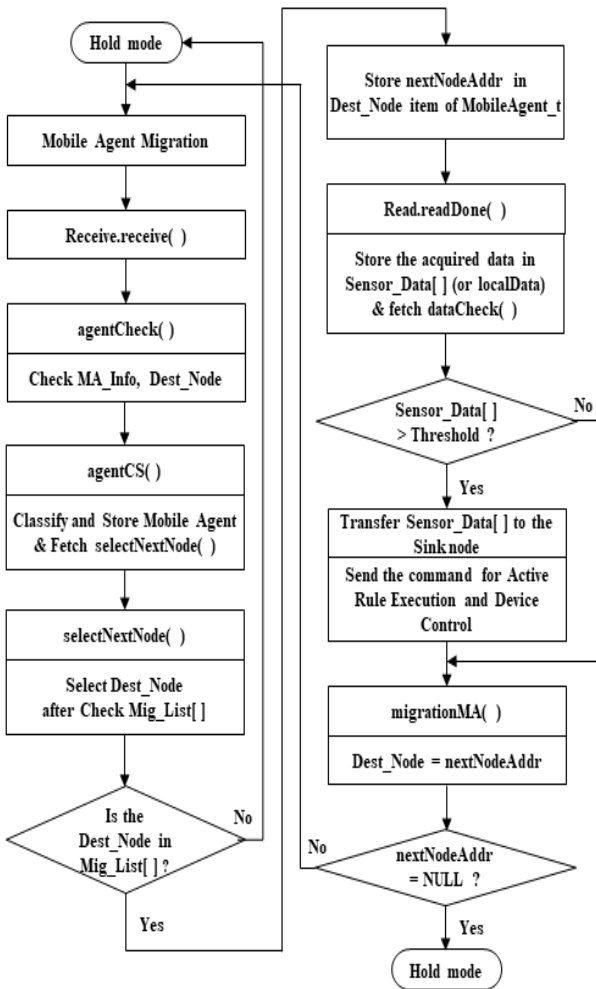 Hold mode
Mobile Agent Migration
Receive.receive( )
agentCheck( )
Check MA_Info, Dest_Node
agentCS( )
Classify and Store Mobile Agent
& Fetch selectNextNode( )
selectNextNode( )
Select Dest_Node
after Check Mig_List[ ]
Is the
Dest_Node in
Mig_List[ ] ?
No
Yes
Store nextNodeAddr in
Dest_Node item of MobileAgent_t
Read.readDone( )
Store the acquired data in
Sensor_Data[ ] (or localData)
& fetch dataCheck( )
Sensor_Data[ ]
> Threshold ?
No
Yes
Transfer Sensor_Data[ ] to the
Sink node
Send the command for Active
Rule Execution and Device
Control
migrationMA( )
Dest_Node = nextNodeAddr
nextNodeAddr
= NULL ?
No
Yes
Hold mode